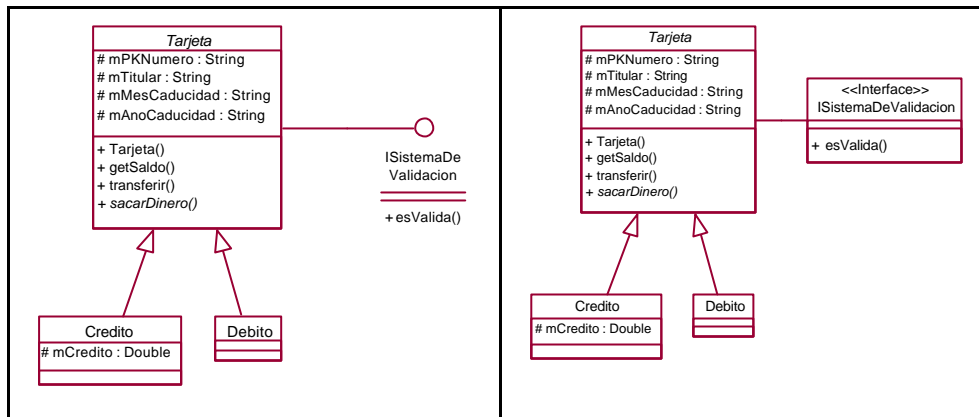 Tarjeta
# mPKNumero : String
# mTitular : String
# mMesCaducidad : String
# mAnoCaducidad : String
+ Tarjeta()
+ getSaldo()
+ transferir()
+ sacarDinero()
ISistemaDe
Validacion
+ esValida()
Credito
# mCredito : Double
Debito
Tarjeta
# mPKNumero : String
# mTitular : String
# mMesCaducidad : String
# mAnoCaducidad : String
+ Tarjeta()
+ getSaldo()
+ transferir()
+ sacarDinero()
<<Interface>>
ISistemaDeValidacion
+ esValida()
Credito
# mCredito : Double
Debito